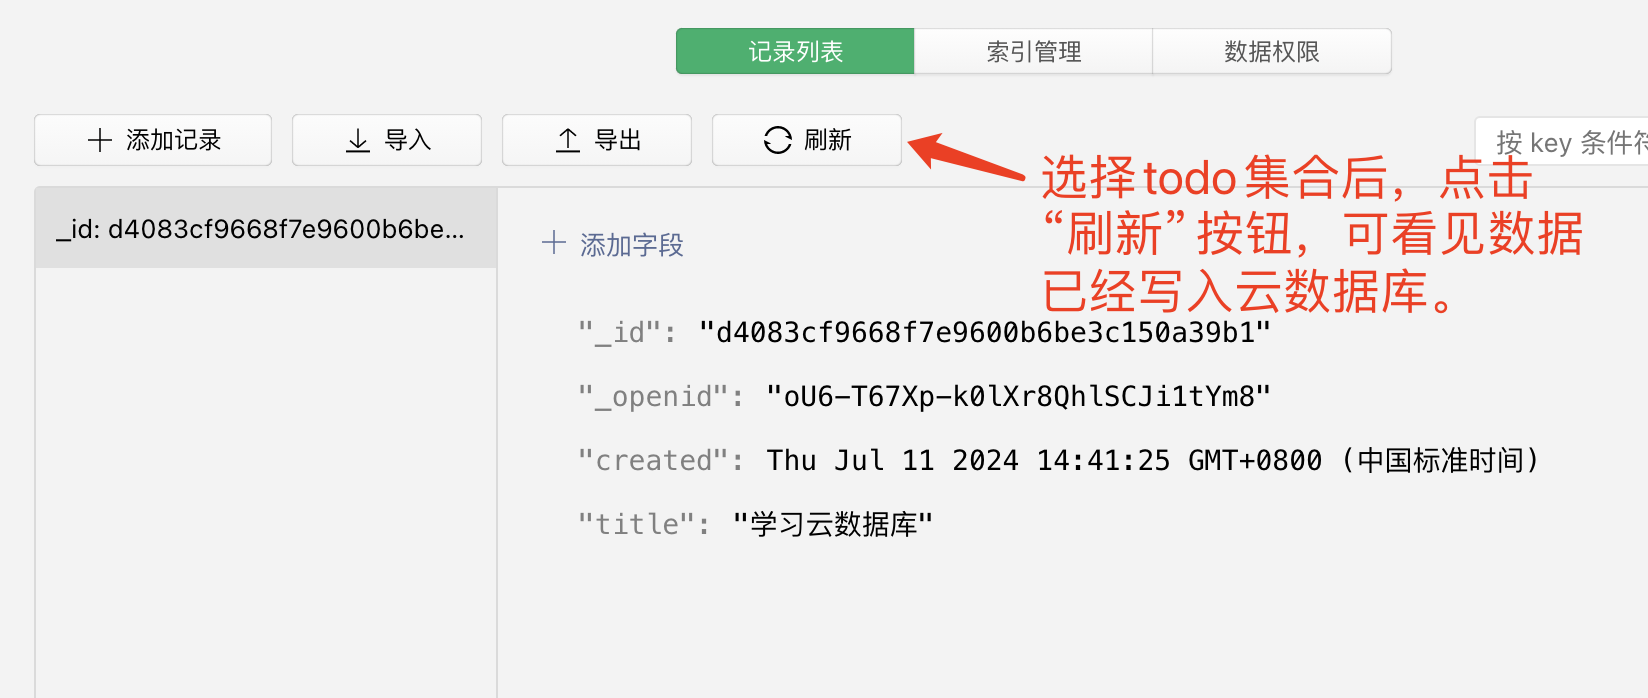 记录列表 索引管理 数据权限
添加记录 导入 导出 刷新 按 key 条件
选择todo集合后，点击
“刷新”按钮，可看见数据
已经写入云数据库。
_id: d4083cf9668f7e9600b6be...
添加字段
"_id": "d4083cf9668f7e9600b6be3c150a39b1"
"_openid": "oU6-T67Xp-k0lXr8QhlSCJi1tYm8"
"created": Thu Jul 11 2024 14:41:25 GMT+0800 (中国标准时间)
"title": "学习云数据库"